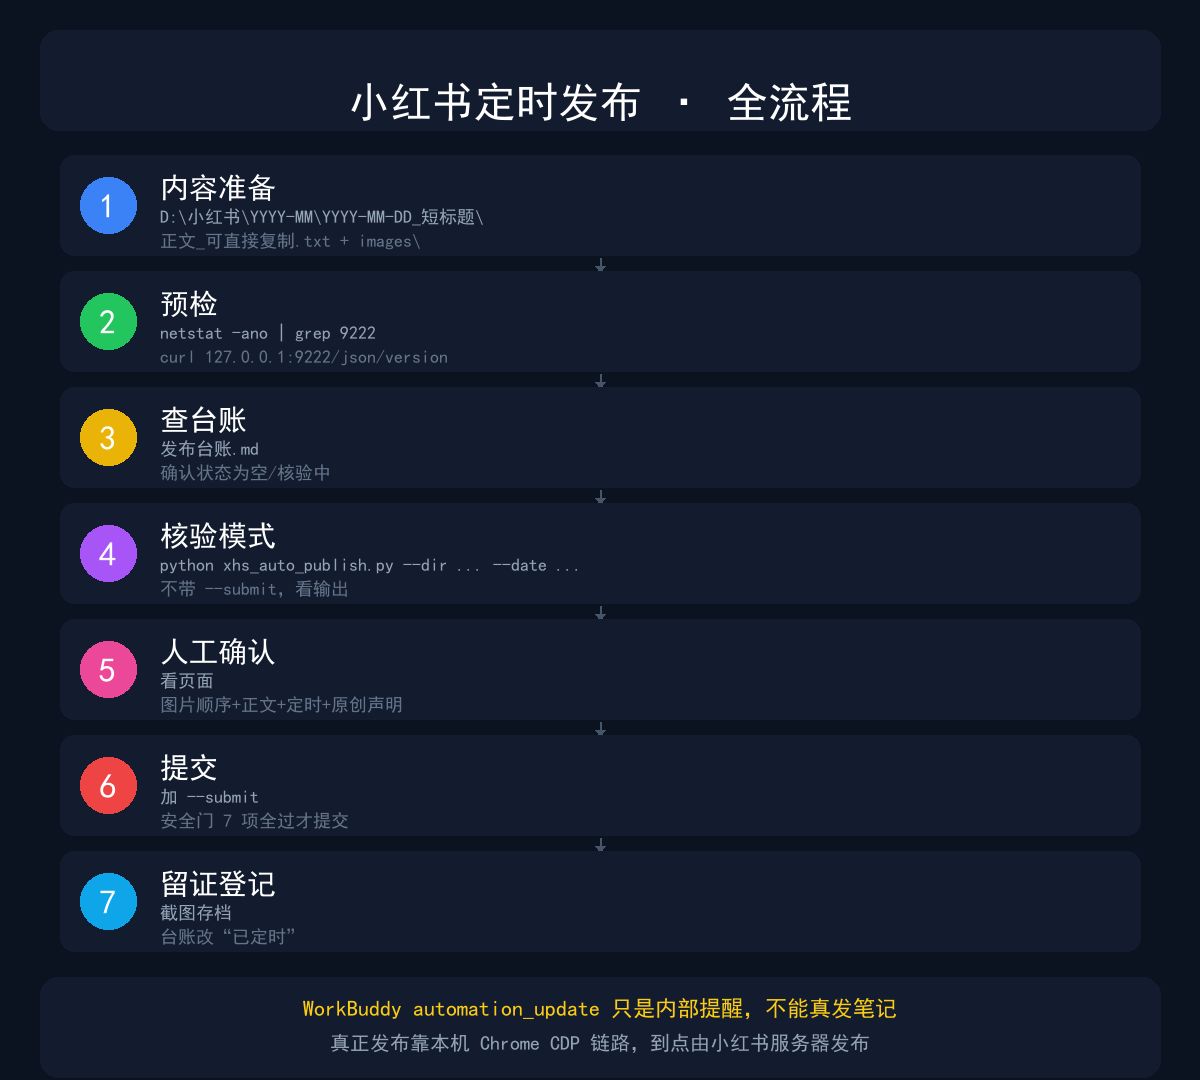 小红书定时发布 · 全流程
1
内容准备
D:\小红书\YYYY-MM\YYYY-MM-DD_短标题\
正文_可直接复制.txt + images\
2
预检
netstat -ano | grep 9222
curl 127.0.0.1:9222/json/version
3
查台账
发布台账.md
确认状态为空/核验中
4
核验模式
python xhs_auto_publish.py --dir ... --date ...
不带 --submit，看输出
5
人工确认
看页面
图片顺序+正文+定时+原创声明
6
提交
加 --submit
安全门 7 项全过才提交
7
留证登记
截图存档
台账改“已定时”
WorkBuddy automation_update 只是内部提醒，不能真发笔记
真正发布靠本机 Chrome CDP 链路，到点由小红书服务器发布